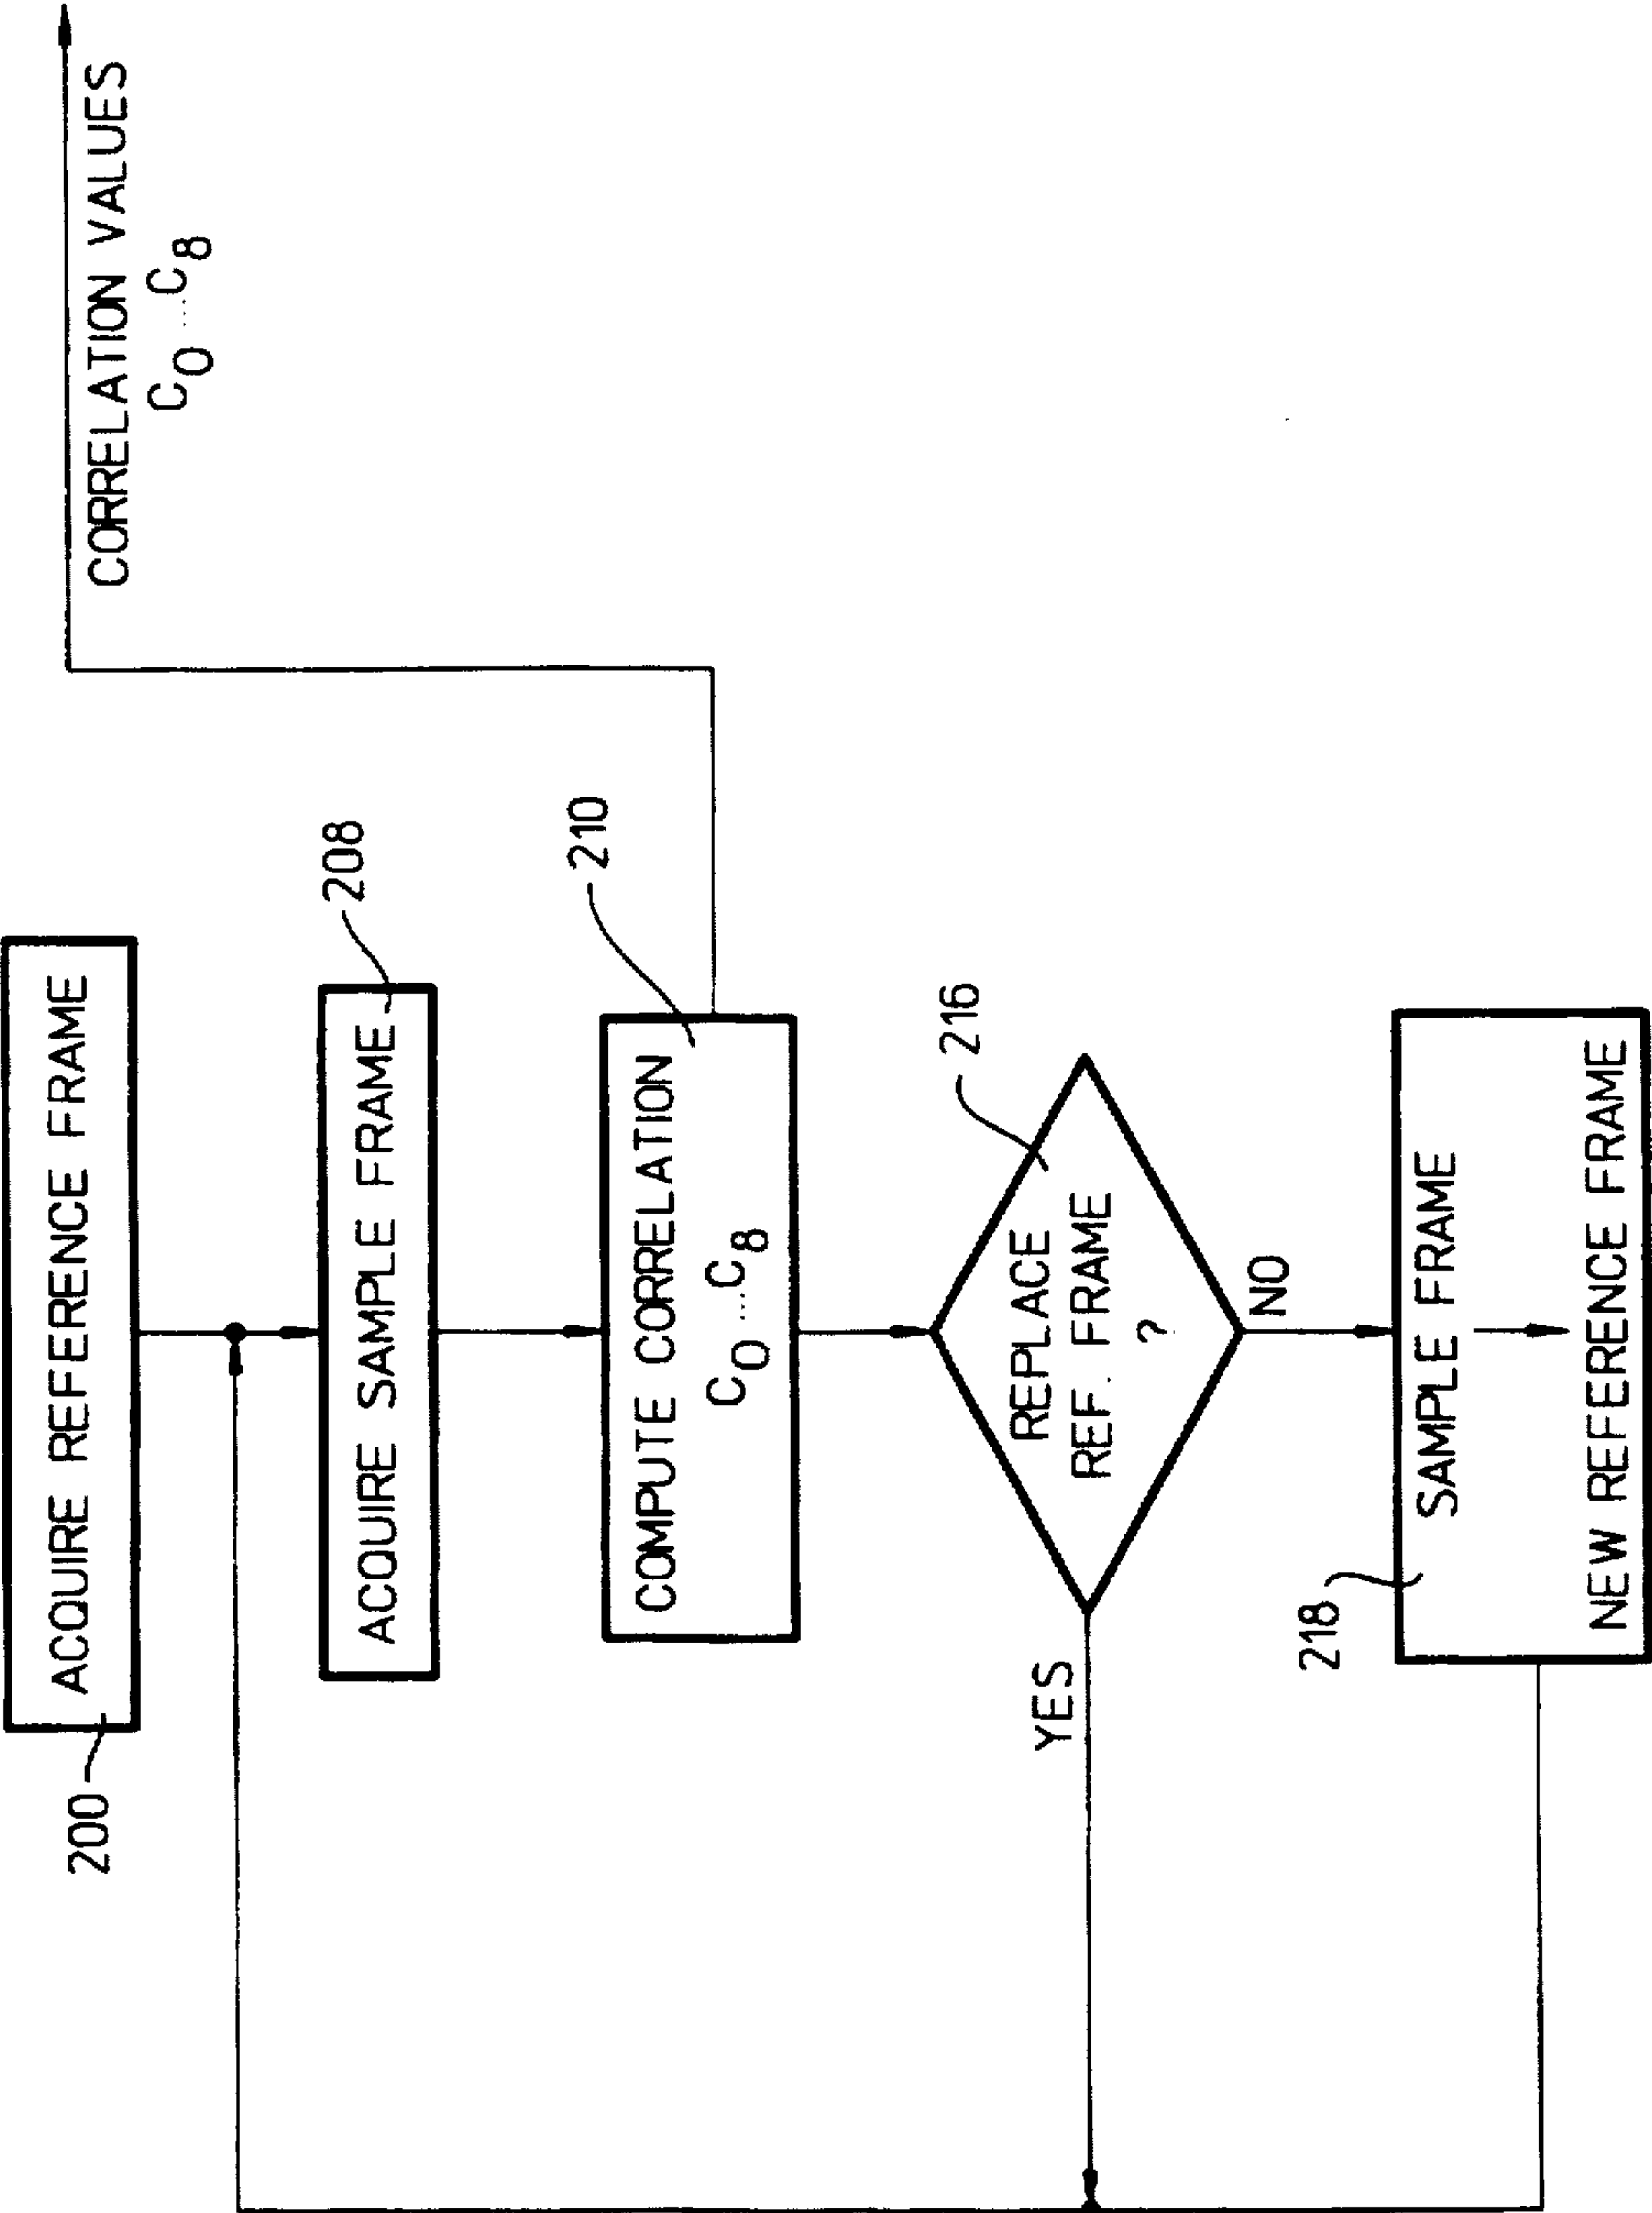 200
ACQUIRE REFERENCE FRAME
208
ACQUIRE SAMPLE FRAME
210
COMPUTE CORRELATION
C0 ... C8
CORRELATION VALUES
C0 ... C8
216
REPLACE
REF. FRAME
?
YES
NO
218
SAMPLE FRAME
NEW REFERENCE FRAME